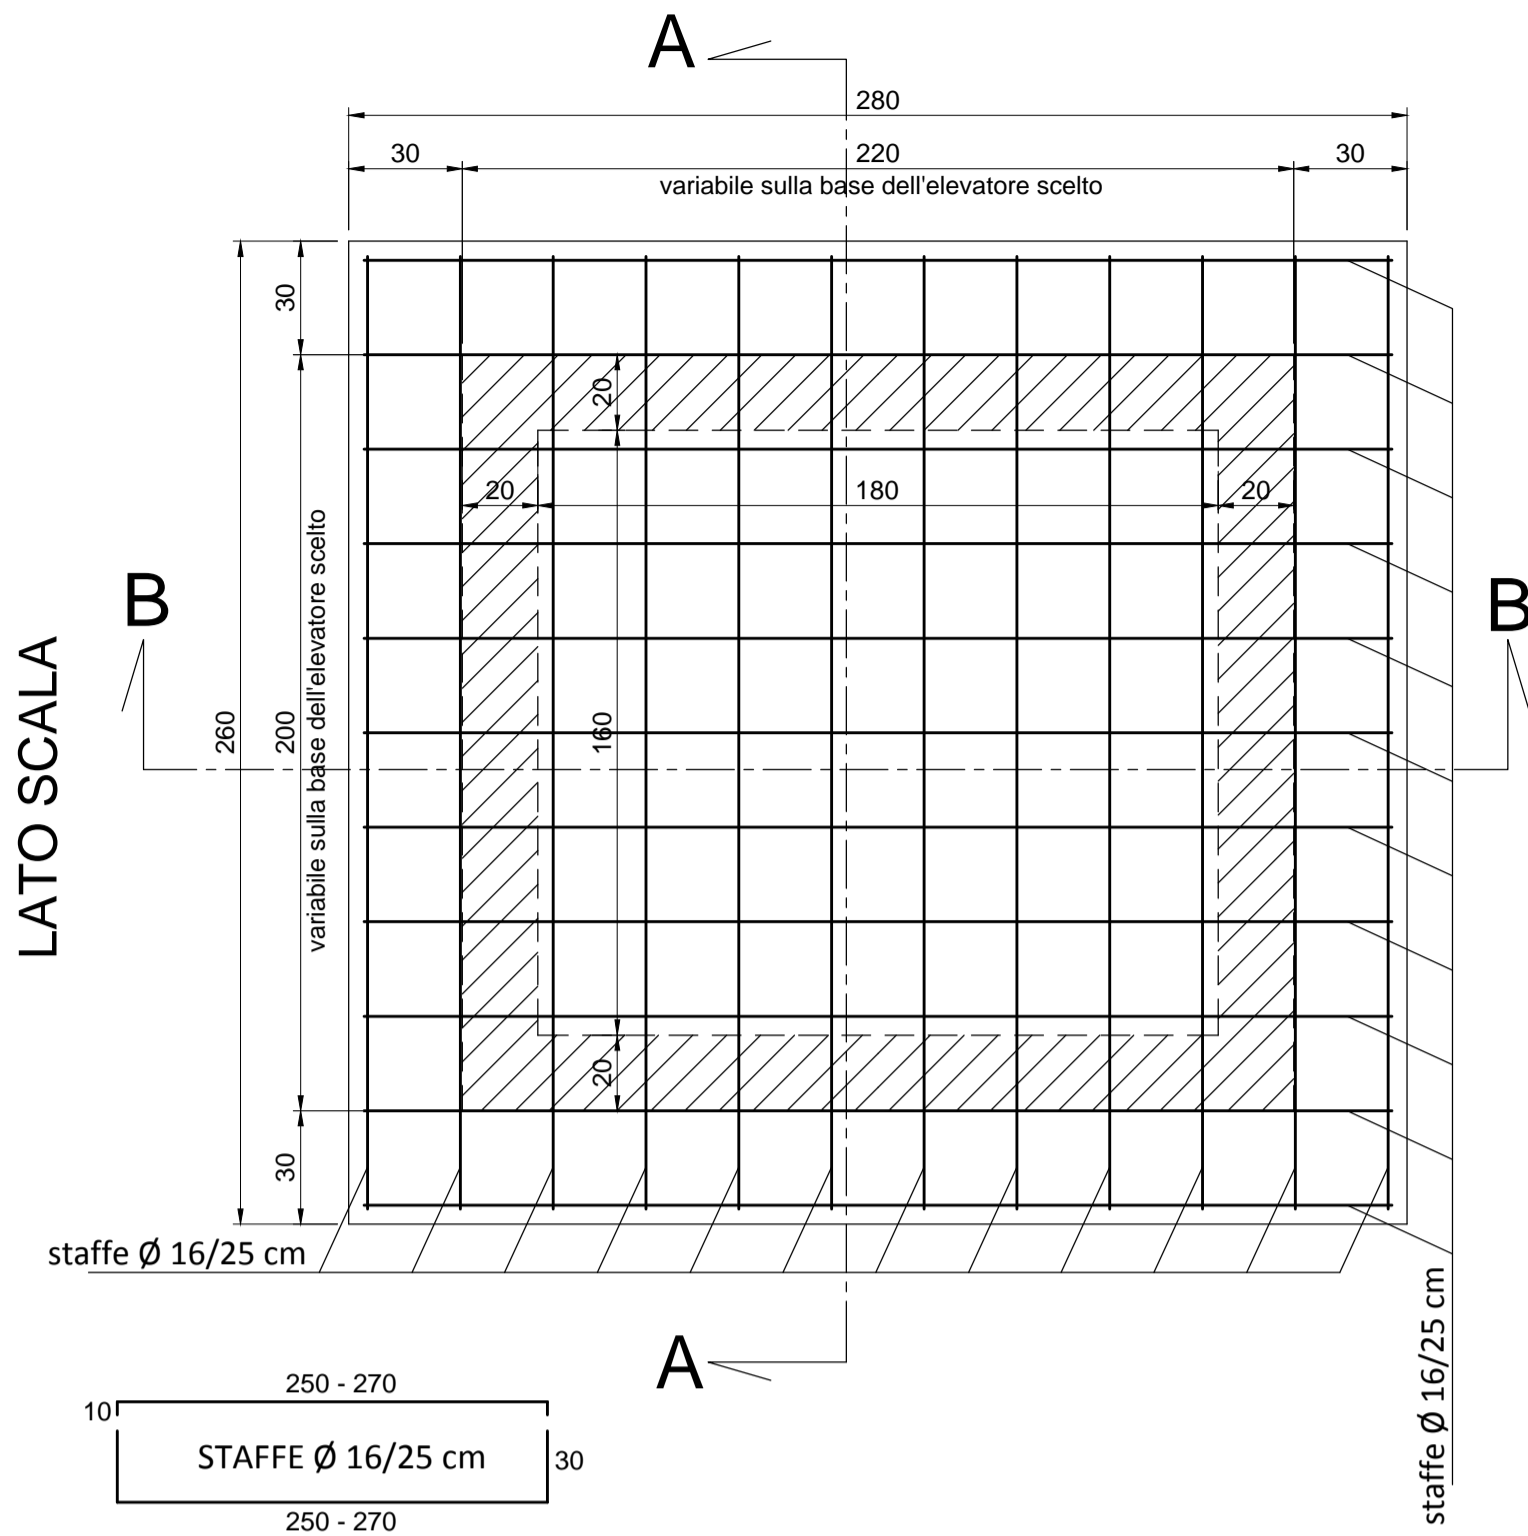 A
280
30
220
30
variabile sulla base dell'elevatore scelto
30
20
20
180
20
B
B
LATO SCALA
260
200
variabile sulla base dell'elevatore scelto
160
20
30
staffe Ø 16/25 cm
staffe Ø 16/25 cm
A
250 - 270
10
STAFFE Ø 16/25 cm
30
250 - 270